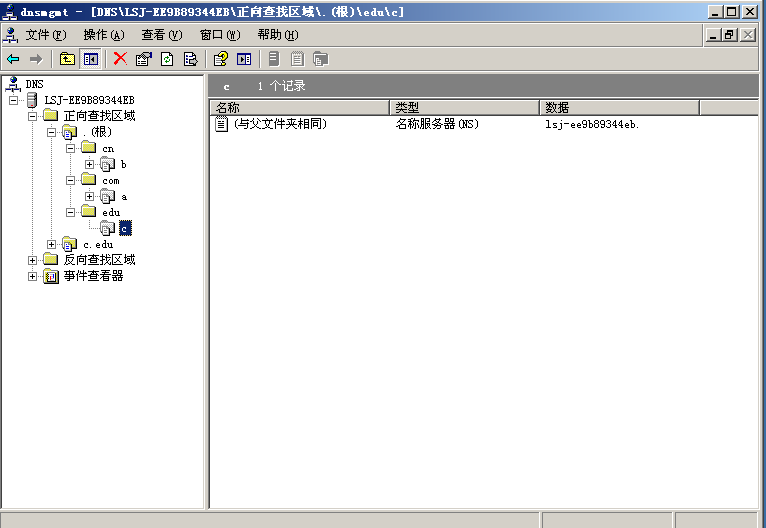 dnsmgmt - [DNS\LSJ-EE9B89344EB\正向查找区域\.(根)\edu\c]
文件(F) 操作(A) 查看(V) 窗口(W) 帮助(H)
DNS
LSJ-EE9B89344EB
正向查找区域
.(根)
cn
b
com
a
edu
c
c.edu
反向查找区域
事件查看器
c 1 个记录
名称 类型 数据
(与父文件夹相同) 名称服务器(NS) lsj-ee9b89344eb.